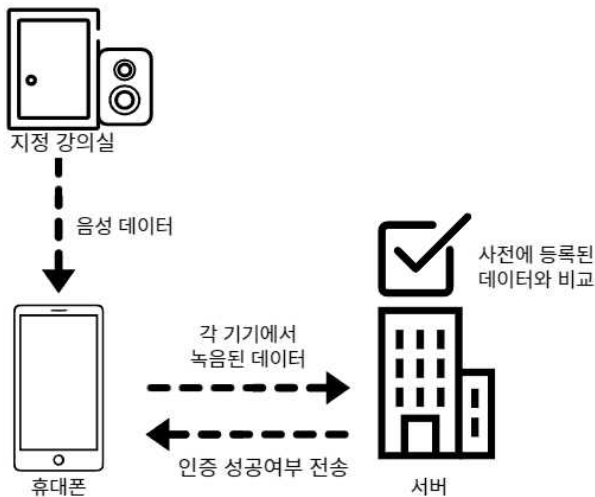 지정 강의실
음성 데이터
사전에 등록된
데이터와 비교
각 기기에서
녹음된 데이터
인증 성공여부 전송
휴대폰
서버